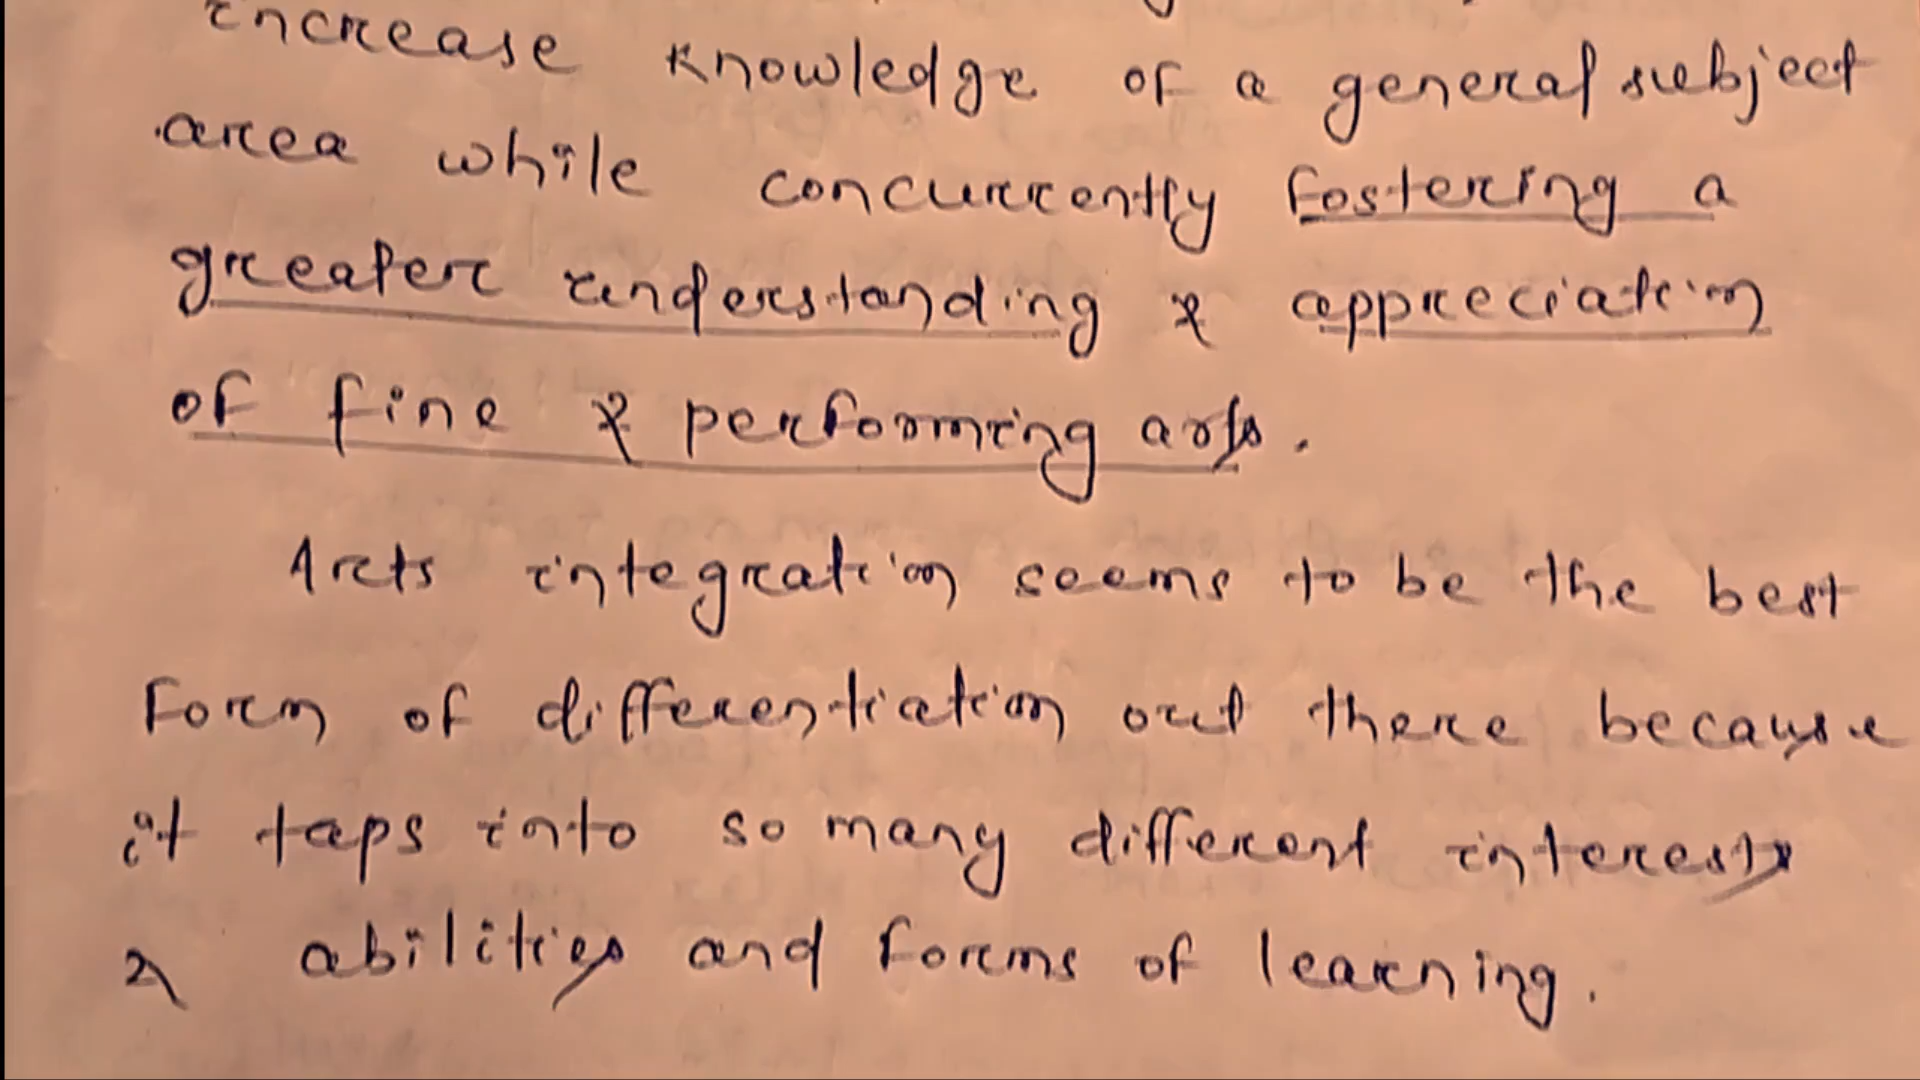 increase knowledge of a general subject
area while concurrently fostering a
greater understanding & appreciation
of fine & performing arts.
Arts integration seems to be the best
form of differentiation out there because
it taps into so many different interests
& abilities and forms of learning.